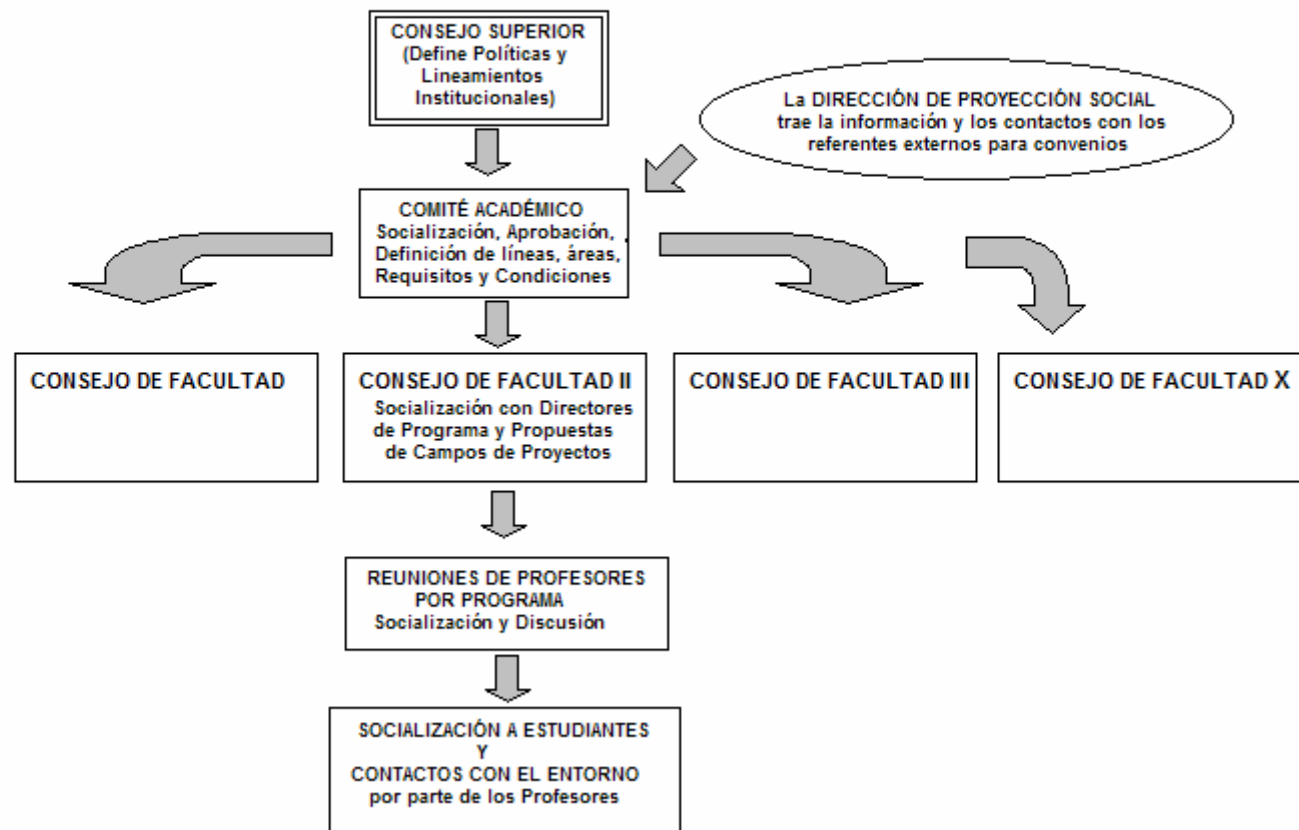 CONSEJO SUPERIOR
(Define Políticas y
Lineamientos
Institucionales)
La DIRECCIÓN DE PROYECCIÓN SOCIAL
trae la información y los contactos con los
referentes externos para convenios
COMITÉ ACADÉMICO
Socialización, Aprobación, .
Definición de líneas, áreas,
Requisitos y Condiciones
CONSEJO DE FACULTAD
CONSEJO DE FACULTAD II
Socialización con Directores
de Programa y Propuestas
de Campos de Proyectos
CONSEJO DE FACULTAD III
CONSEJO DE FACULTAD X
REUNIONES DE PROFESORES
POR PROGRAMA
Socialización y Discusión
SOCIALIZACIÓN A ESTUDIANTES
Y
CONTACTOS CON EL ENTORNO
por parte de los Profesores